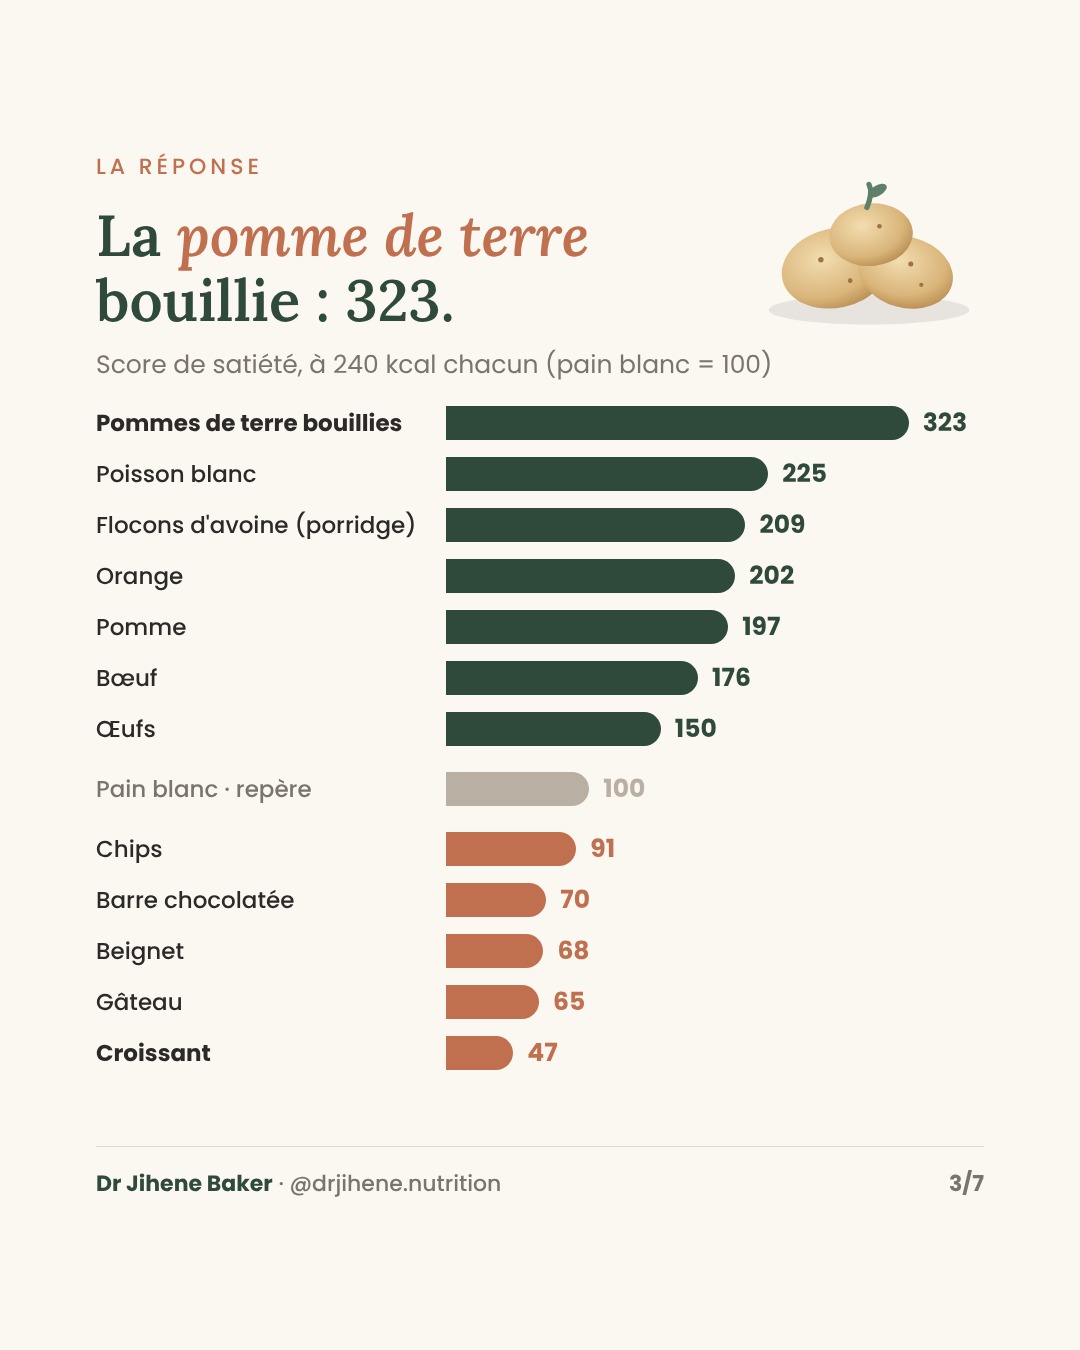 LA RÉPONSE
La pomme de terre
bouillie : 323.
Score de satiété, à 240 kcal chacun (pain blanc = 100)
Pommes de terre bouillies 323
Poisson blanc 225
Flocons d'avoine (porridge) 209
Orange 202
Pomme 197
Bœuf 176
Œufs 150
Pain blanc · repère 100
Chips 91
Barre chocolatée 70
Beignet 68
Gâteau 65
Croissant 47
Dr Jihene Baker · @drjihene.nutrition 3/7